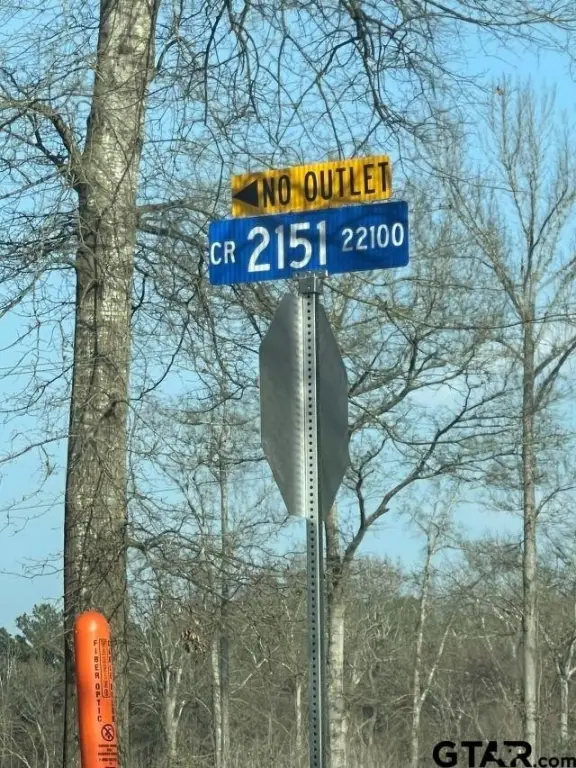 NO OUTLET
CR 2151 22100
FIBER OPTIC
GTAR.com